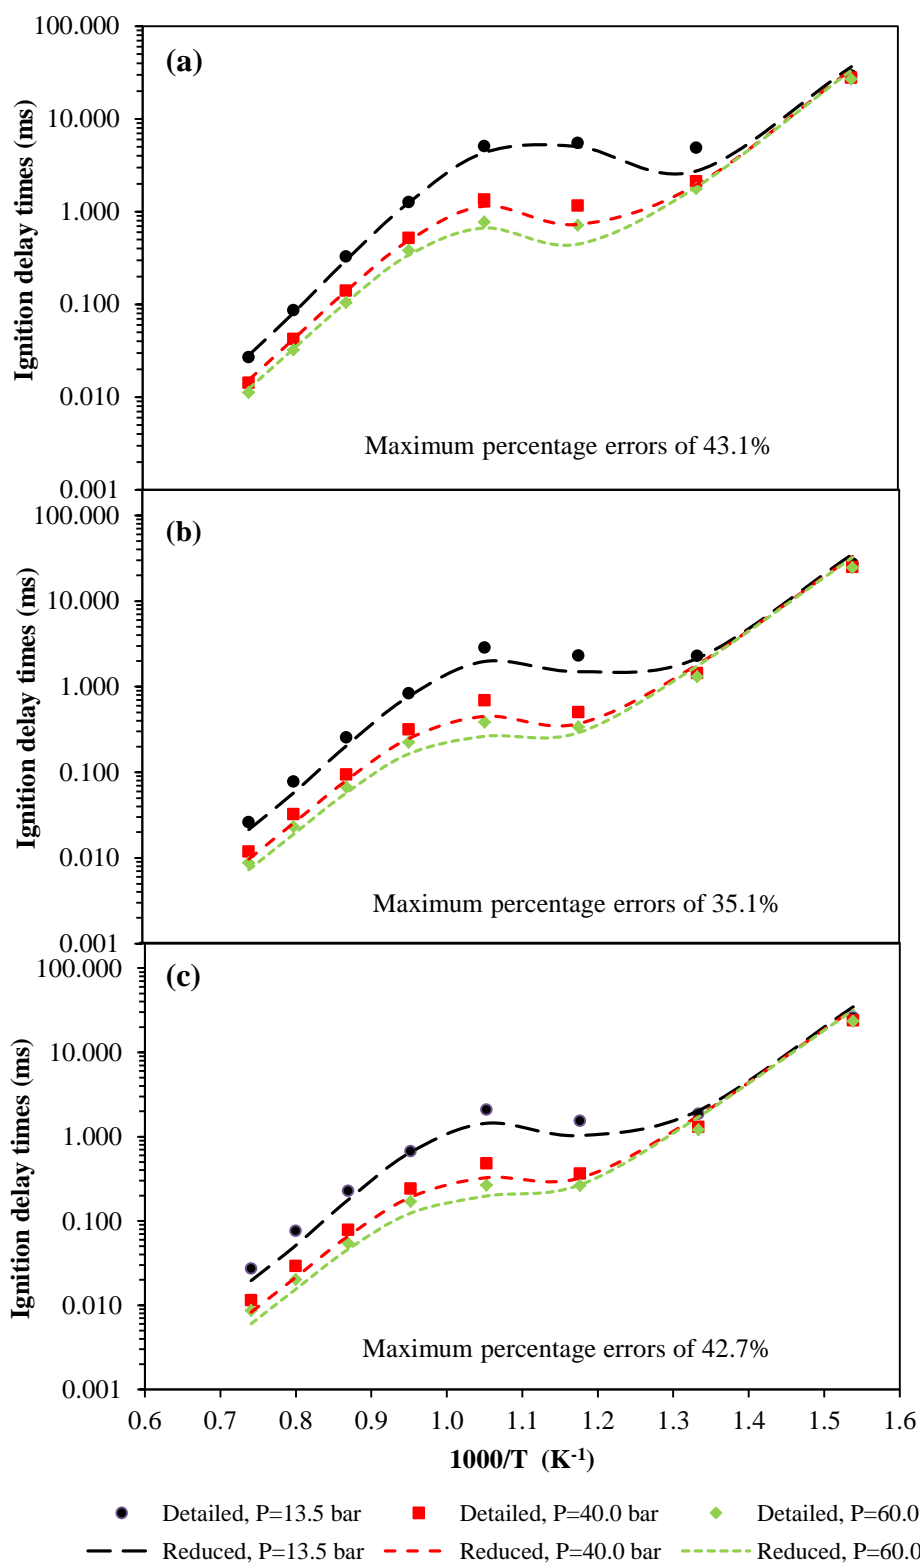 (a)
100.000
10.000
1.000
0.100
0.010
0.001
Ignition delay times (ms)
Maximum percentage errors of 43.1%
(b)
100.000
10.000
1.000
0.100
0.010
0.001
Ignition delay times (ms)
Maximum percentage errors of 35.1%
(c)
100.000
10.000
1.000
0.100
0.010
0.001
Ignition delay times (ms)
Maximum percentage errors of 42.7%
0.6 0.7 0.8 0.9 1.0 1.1 1.2 1.3 1.4 1.5 1.6
1000/T (K⁻¹)
Detailed, P=13.5 bar Detailed, P=40.0 bar Detailed, P=60.0
Reduced, P=13.5 bar Reduced, P=40.0 bar Reduced, P=60.0